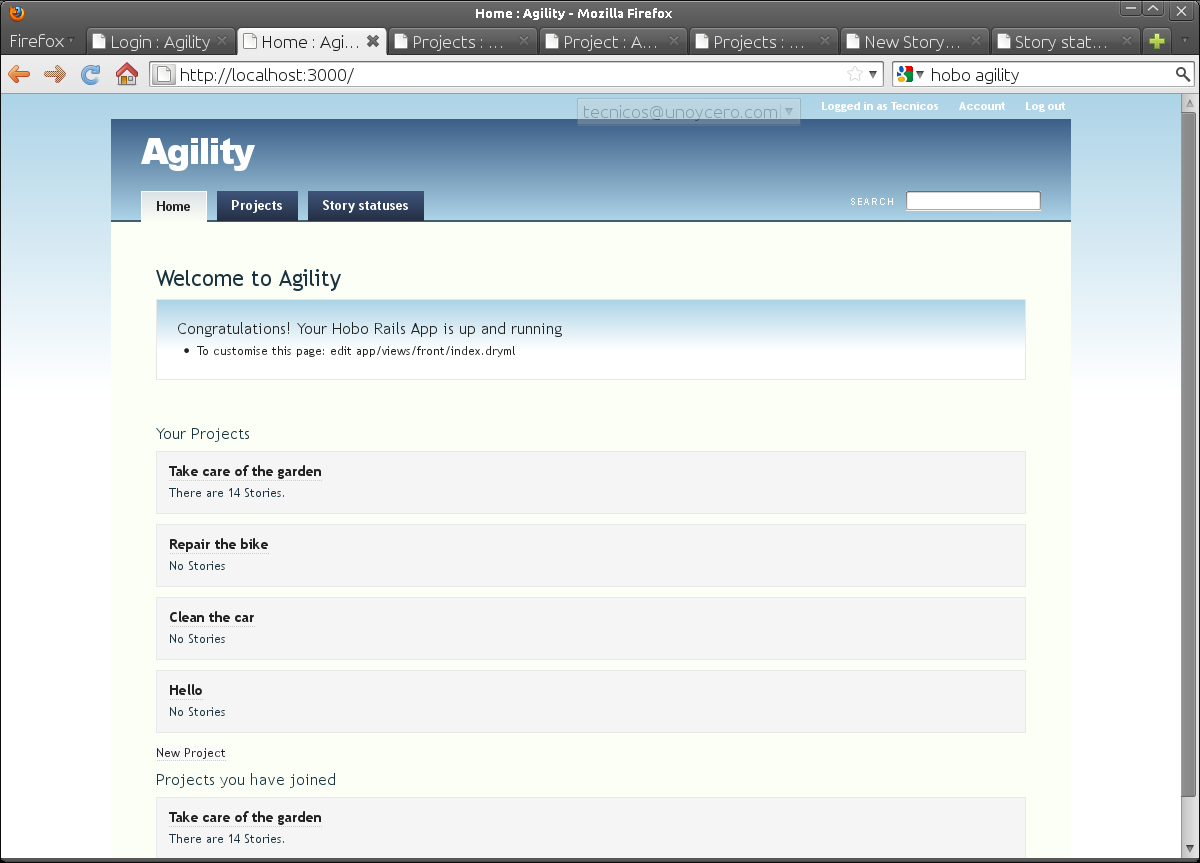 Home : Agility - Mozilla Firefox
Firefox
Login : Agility
Home : Agi...
Projects : ...
Project : A...
Projects : ...
New Story...
Story stat...
http://localhost:3000/
hobo agility
tecnicos@unoycero.com
Logged in as Tecnicos
Account
Log out
Agility
Home
Projects
Story statuses
SEARCH
Welcome to Agility
Congratulations! Your Hobo Rails App is up and running
• To customise this page: edit app/views/front/index.dryml
Your Projects
Take care of the garden
There are 14 Stories.
Repair the bike
No Stories
Clean the car
No Stories
Hello
No Stories
New Project
Projects you have joined
Take care of the garden
There are 14 Stories.